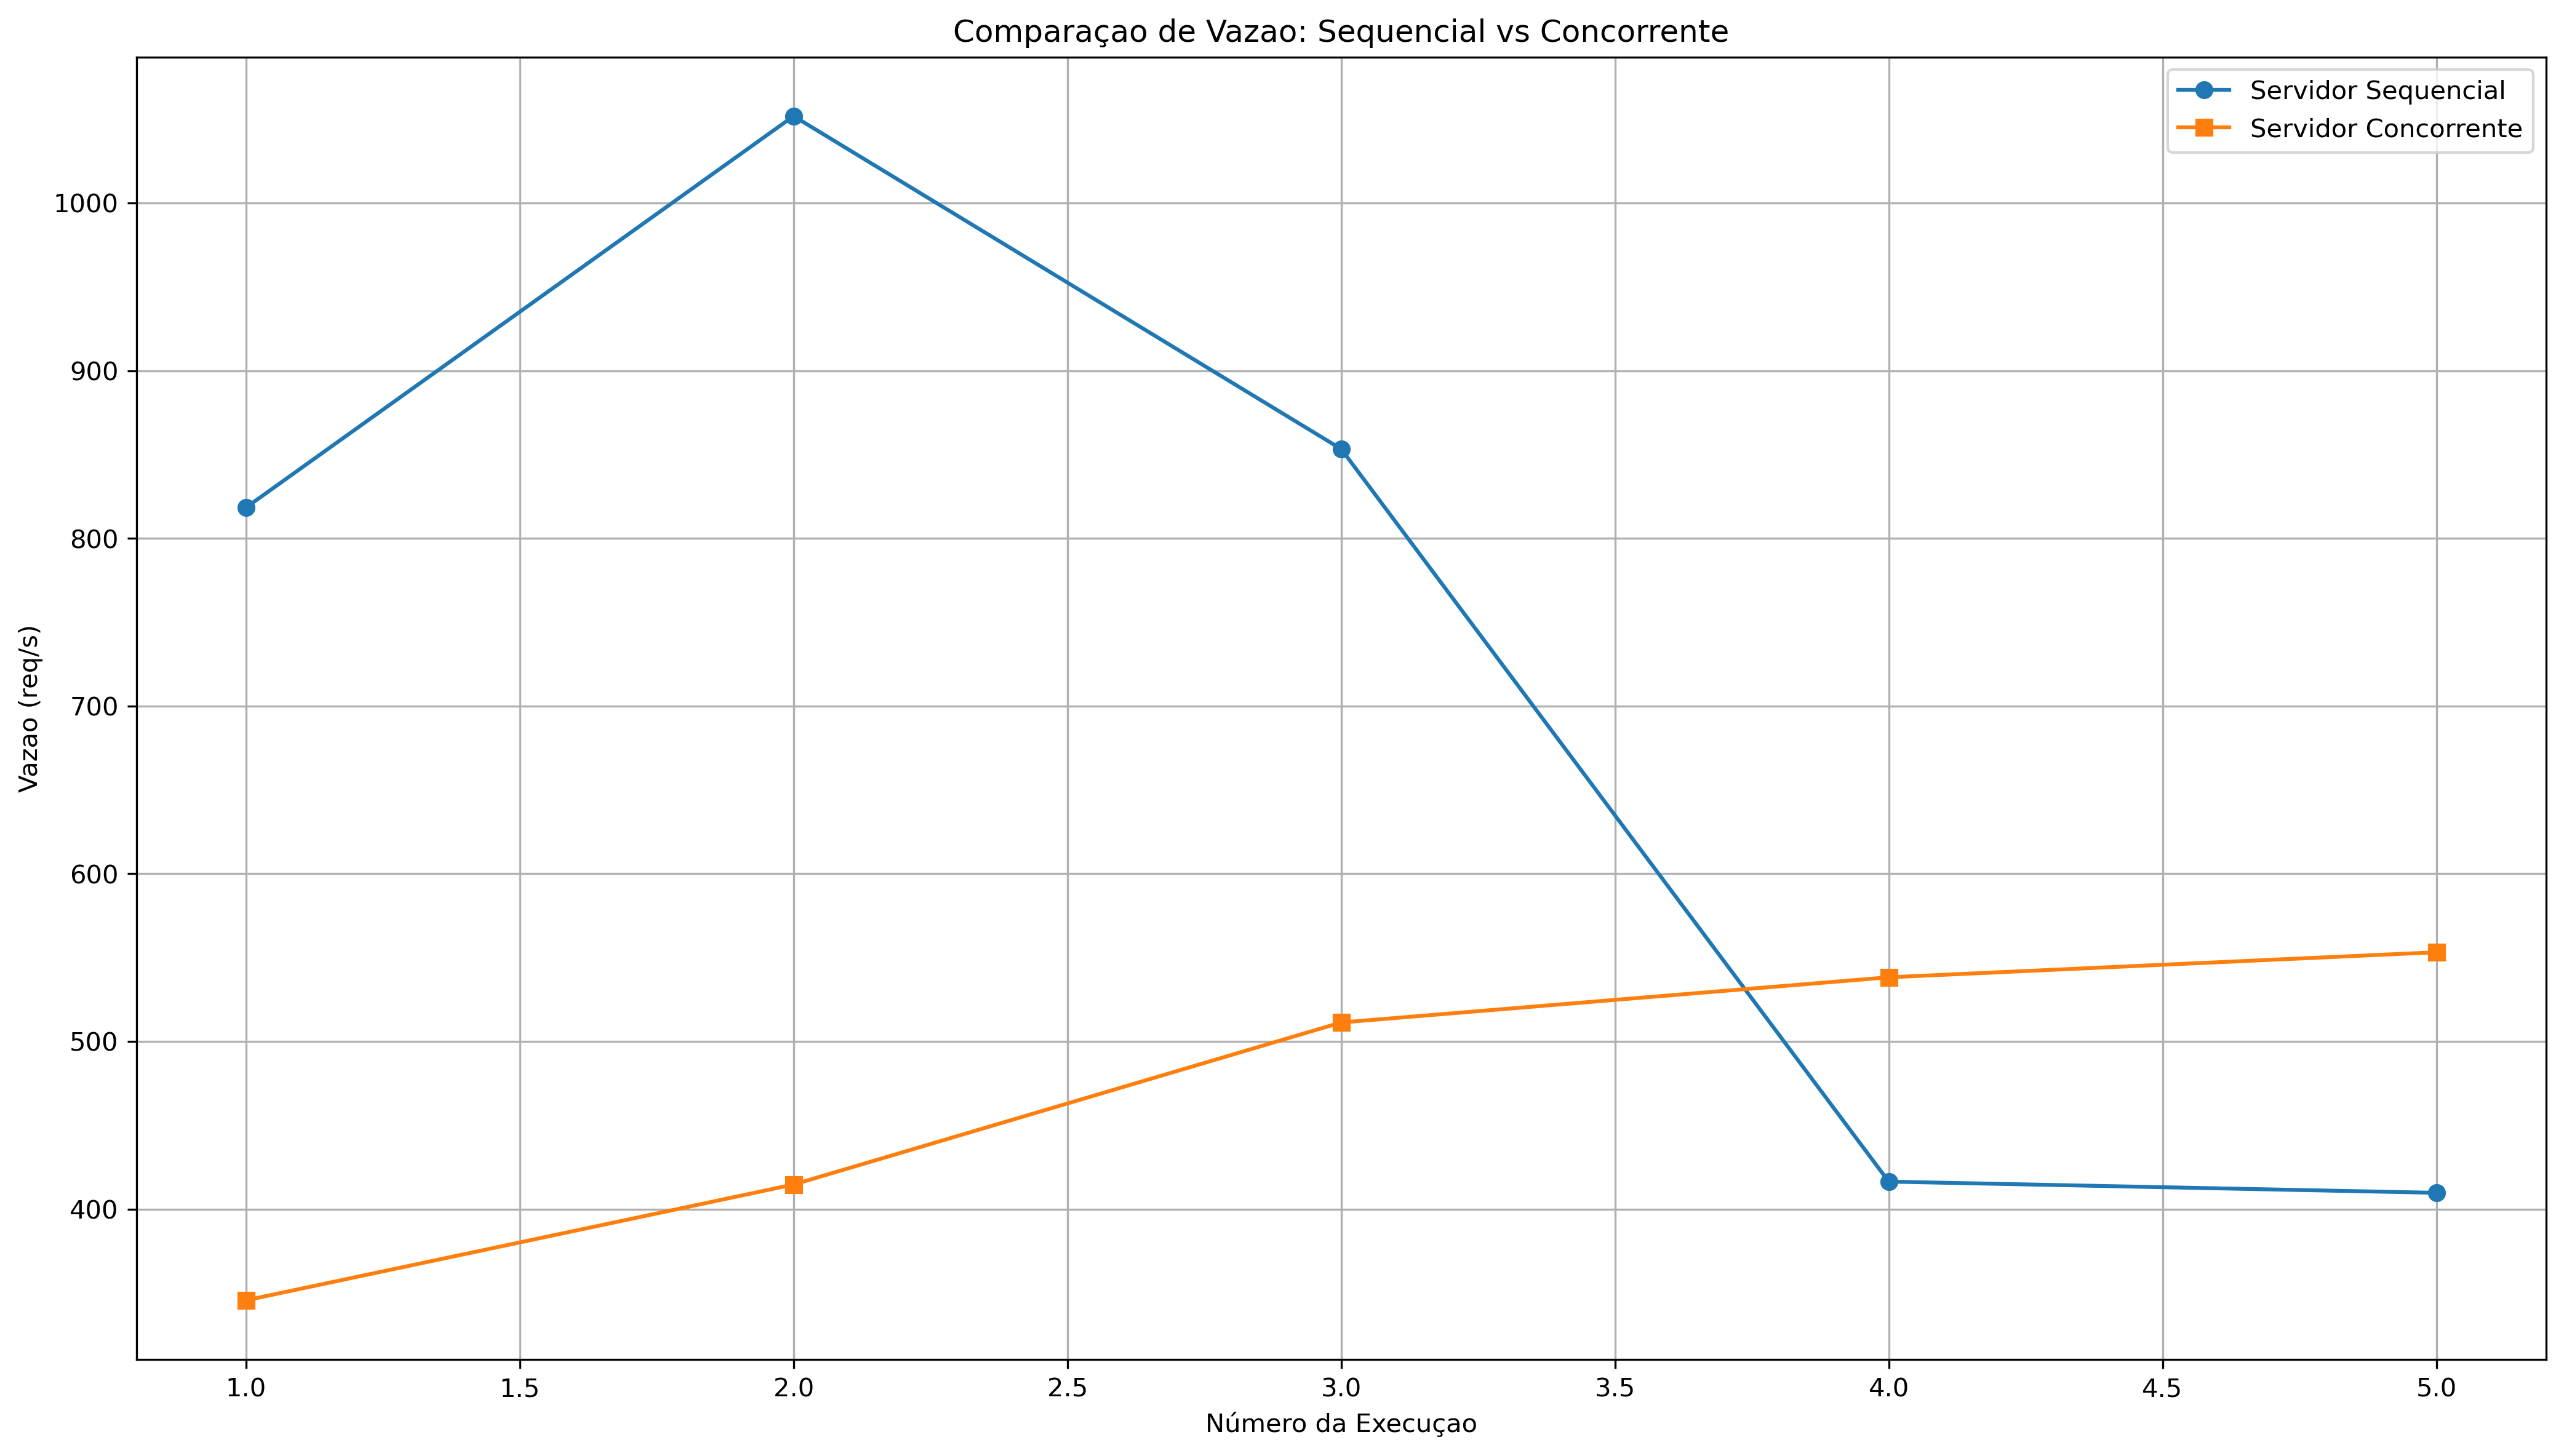 Comparaçao de Vazao: Sequencial vs Concorrente
Servidor Sequencial
Servidor Concorrente
Vazao (req/s)
1000
900
800
700
600
500
400
1.0 1.5 2.0 2.5 3.0 3.5 4.0 4.5 5.0
Número da Execuçao